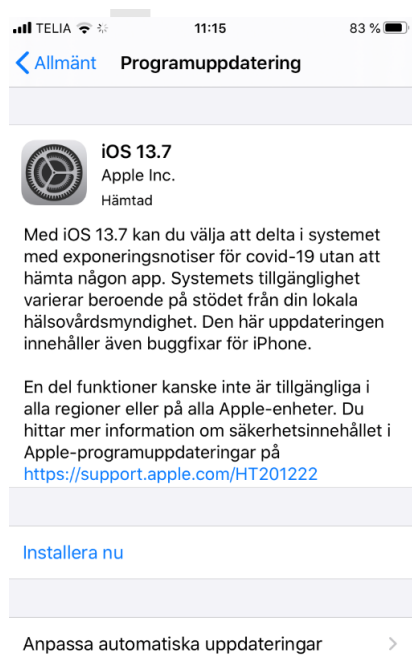 TELIA 11:15 83 %
Allmänt Programuppdatering
iOS 13.7
Apple Inc.
Hämtad
Med iOS 13.7 kan du välja att delta i systemet
med exponeringsnotiser för covid-19 utan att
hämta någon app. Systemets tillgänglighet
varierar beroende på stödet från din lokala
hälsovårdsmyndighet. Den här uppdateringen
innehåller även buggfixar för iPhone.
En del funktioner kanske inte är tillgängliga i
alla regioner eller på alla Apple-enheter. Du
hittar mer information om säkerhetsinnehållet i
Apple-programuppdateringar på
https://support.apple.com/HT201222
Installera nu
Anpassa automatiska uppdateringar